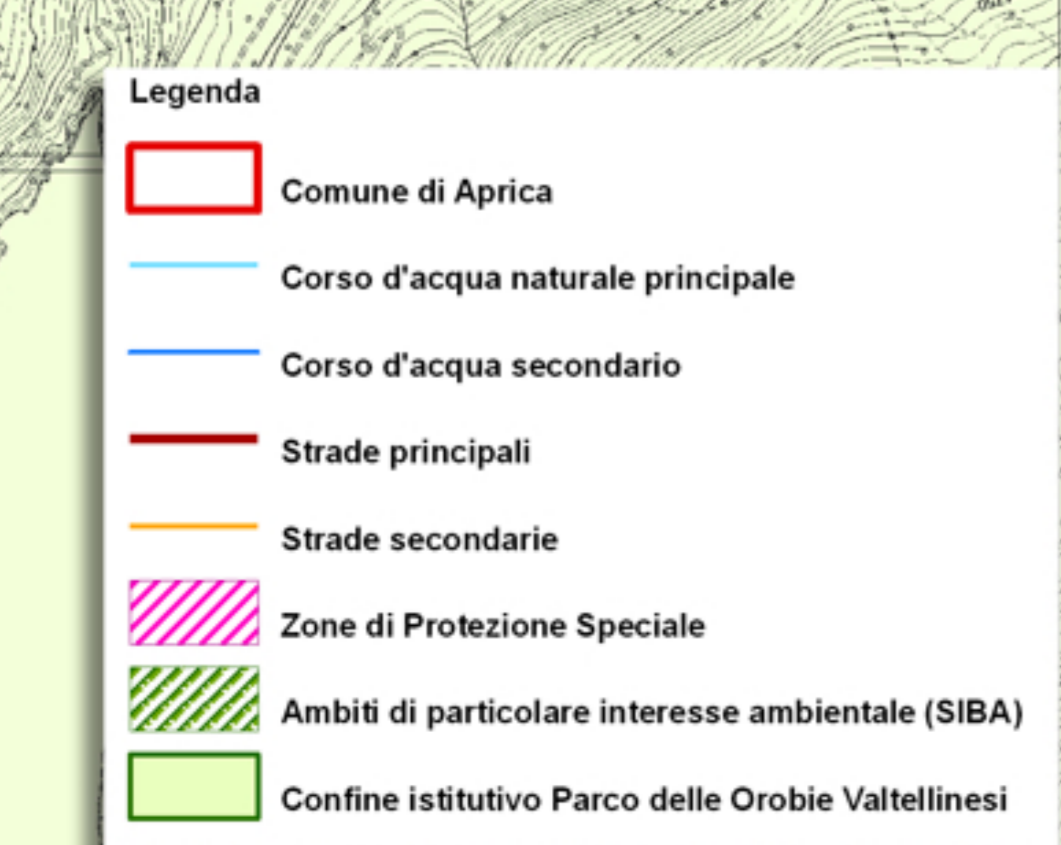 Legenda
Comune di Aprica
Corso d'acqua naturale principale
Corso d'acqua secondario
Strade principali
Strade secondarie
Zone di Protezione Speciale
Ambiti di particolare interesse ambientale (SIBA)
Confine istitutivo Parco delle Orobie Valtellinesi